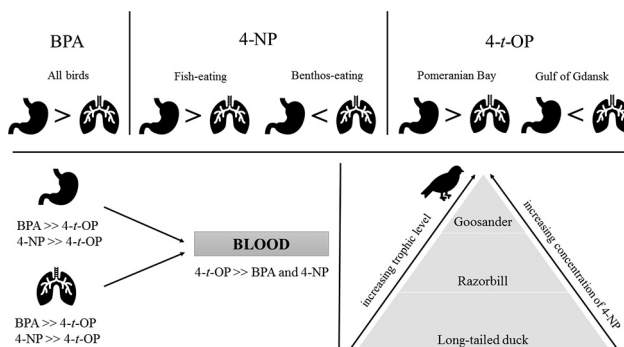 BPA
All birds
>
4-NP
Fish-eating
>
Benthos-eating
<
4-t-OP
Pomeranian Bay
>
Gulf of Gdansk
<
BPA >> 4-t-OP
4-NP >> 4-t-OP
BPA >> 4-t-OP
4-NP >> 4-t-OP
BLOOD
4-t-OP >> BPA and 4-NP
increasing trophic level
Goosander
Razorbill
Long-tailed duck
increasing concentration of 4-NP